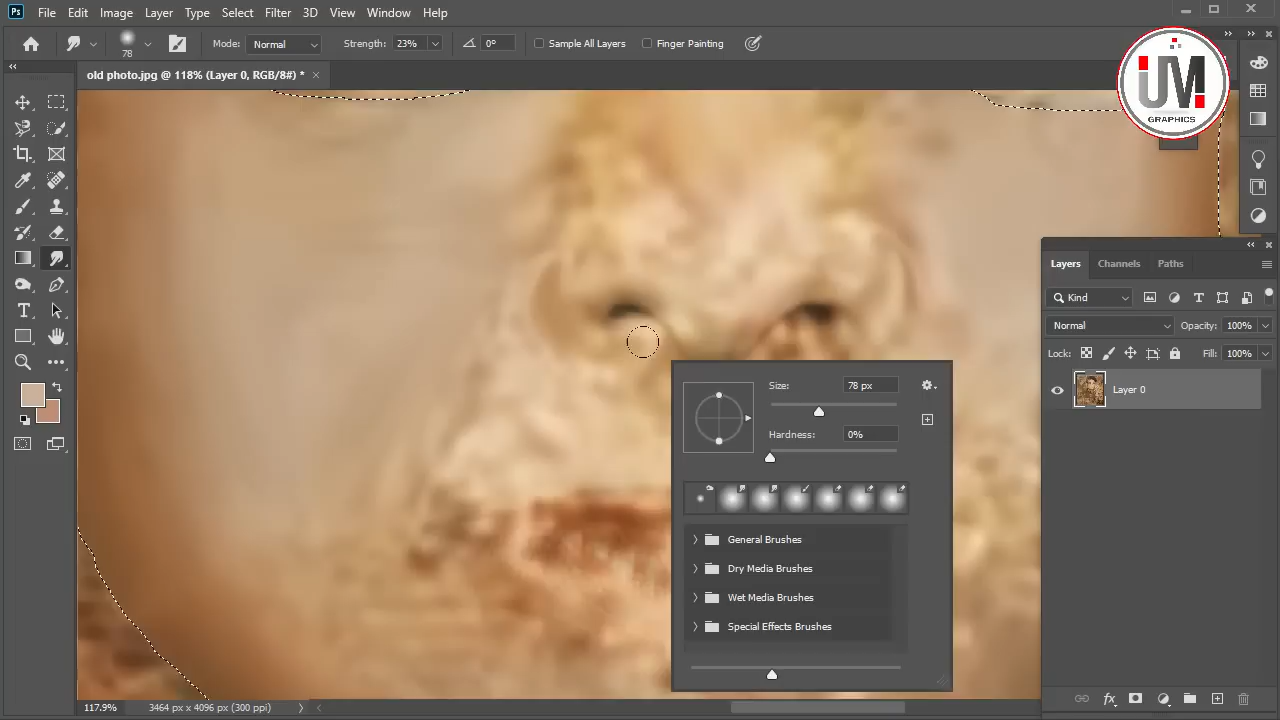 Ps File Edit Image Layer Type Select Filter 3D View Window Help
78 Mode: Normal Strength: 23% 0° Sample All Layers Finger Painting
old photo.jpg @ 118% (Layer 0, RGB/8#) *
UM
GRAPHICS
Layers Channels Paths
Kind
Normal Opacity: 100%
Lock: Fill: 100%
Layer 0
Size: 78 px
Hardness: 0%
General Brushes
Dry Media Brushes
Wet Media Brushes
Special Effects Brushes
117.9% 3464 px x 4096 px (300 ppi)